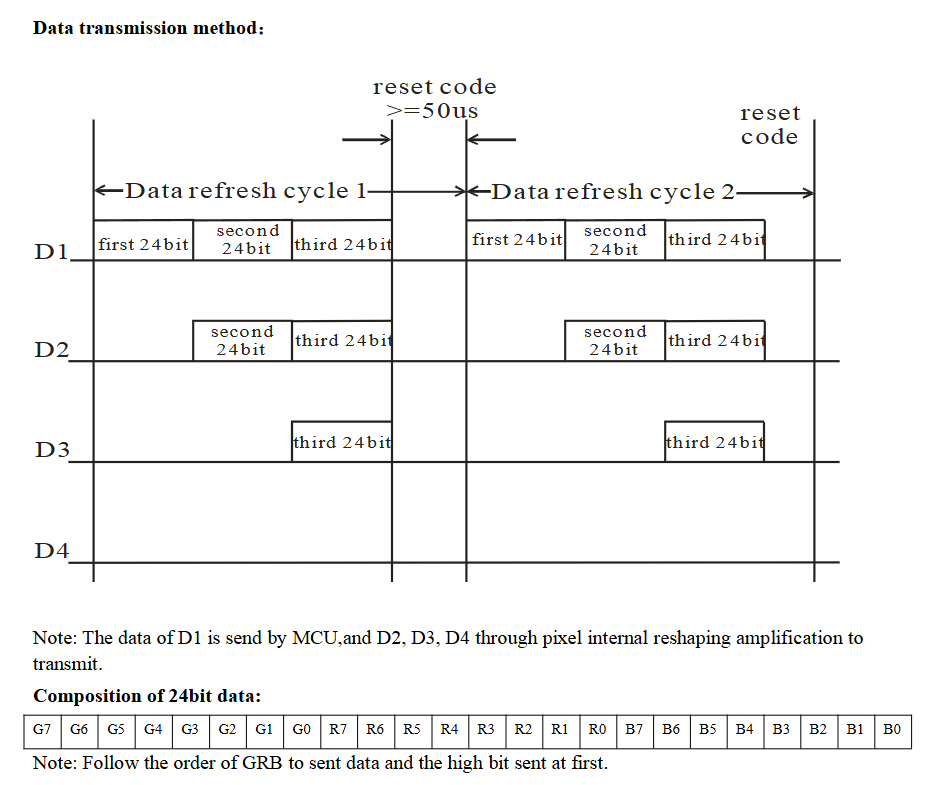 Data transmission method:
reset code
>=50us
reset
code
Data refresh cycle 1
Data refresh cycle 2
D1
first 24bit
second
24bit
third 24bit
first 24bit
second
24bit
third 24bit
D2
second
24bit
third 24bit
second
24bit
third 24bit
D3
third 24bit
third 24bit
D4
Note: The data of D1 is send by MCU,and D2, D3, D4 through pixel internal reshaping amplification to
transmit.
Composition of 24bit data:
G7 G6 G5 G4 G3 G2 G1 G0 R7 R6 R5 R4 R3 R2 R1 R0 B7 B6 B5 B4 B3 B2 B1 B0
Note: Follow the order of GRB to sent data and the high bit sent at first.